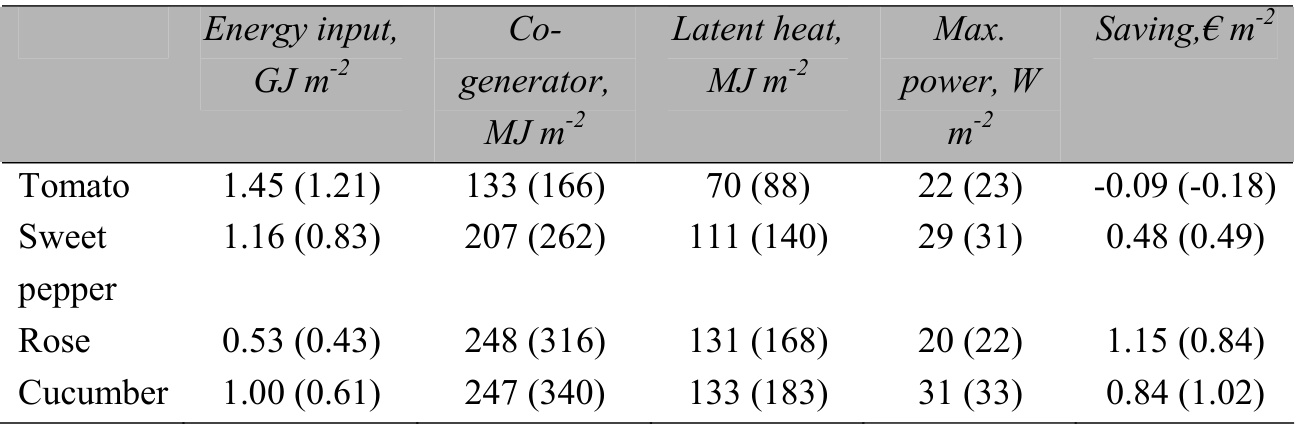 Energy input, Co- Latent heat, Max. Saving,€ m-2
GJ m-2 generator, MJ m-2 power, W
MJ m-2 m-2
Tomato 1.45 (1.21) 133 (166) 70 (88) 22 (23) -0.09 (-0.18)
Sweet 1.16 (0.83) 207 (262) 111 (140) 29 (31) 0.48 (0.49)
pepper
Rose 0.53 (0.43) 248 (316) 131 (168) 20 (22) 1.15 (0.84)
Cucumber 1.00 (0.61) 247 (340) 133 (183) 31 (33) 0.84 (1.02)